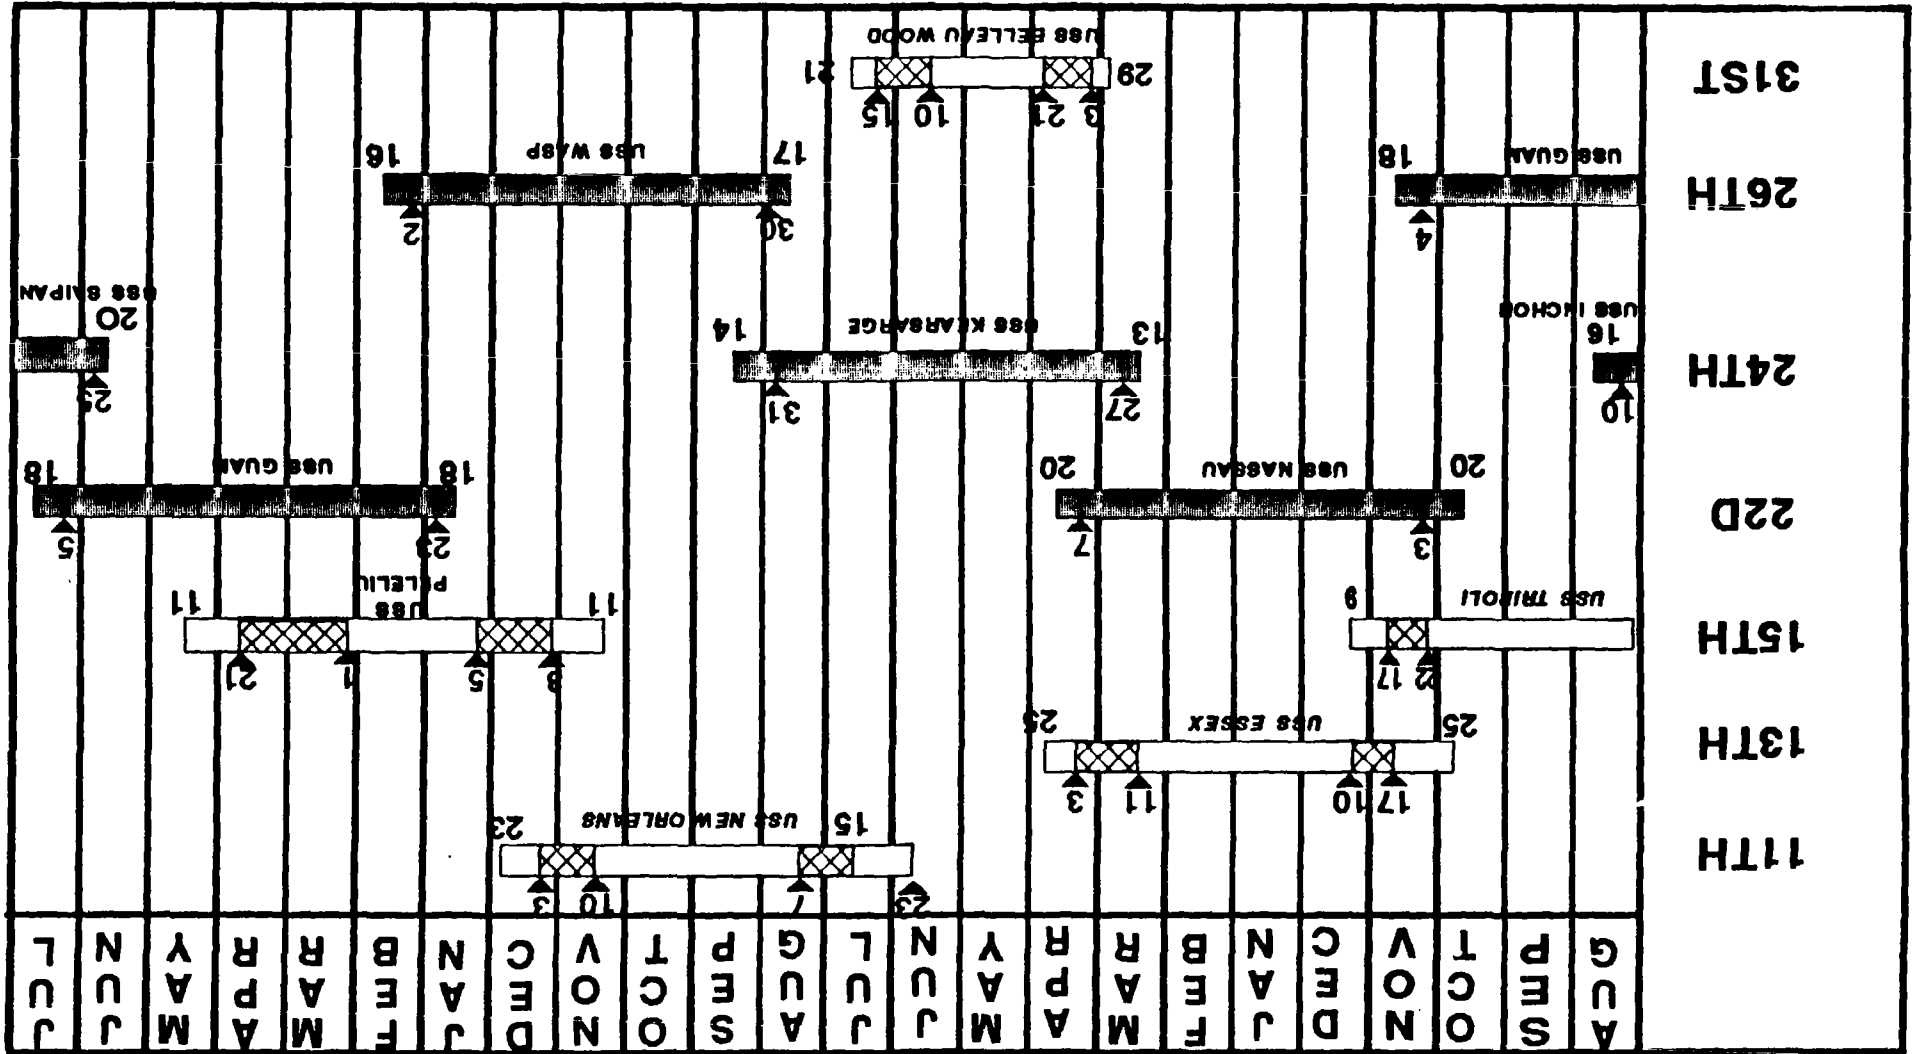 AUG SEP OCT NOV DEC JAN FEB MAR APR MAY JUN JUL AUG SEP OCT NOV DEC JAN FEB MAR APR MAY JUN JUL
23 7 10 3
11TH
15 USS NEW ORLEANS 23
17 10 11 3
13TH
25 USS ESSEX 25
22 17 8 5 1 21
15TH
USS TRIPOLI 9 11 USS PELELIU 11
3 7 23 5
22D
20 USS NASSAU 20 18 USS GUAM 18
10 27 31 25
24TH
16 13 14 20
USS INCHON USS KEARSARGE USS SAIPAN
4 30 2
26TH
USS GUAM 18 17 USS WASP 16
3 21 10 15
31ST
29 21
USS BELLEAU WOOD